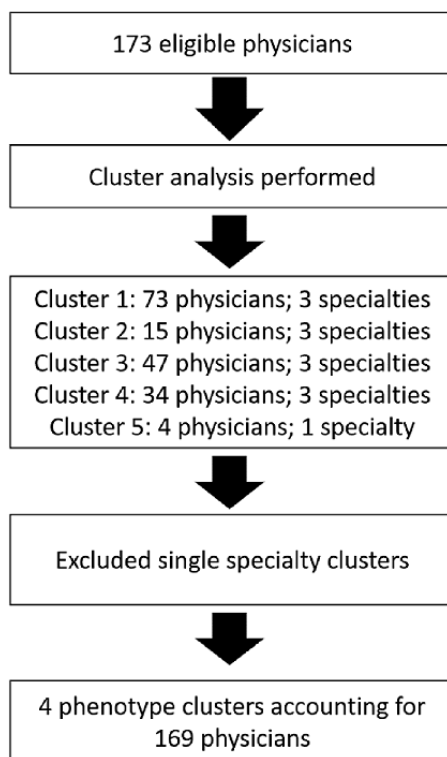 173 eligible physicians
Cluster analysis performed
Cluster 1: 73 physicians; 3 specialties
Cluster 2: 15 physicians; 3 specialties
Cluster 3: 47 physicians; 3 specialties
Cluster 4: 34 physicians; 3 specialties
Cluster 5: 4 physicians; 1 specialty
Excluded single specialty clusters
4 phenotype clusters accounting for
169 physicians